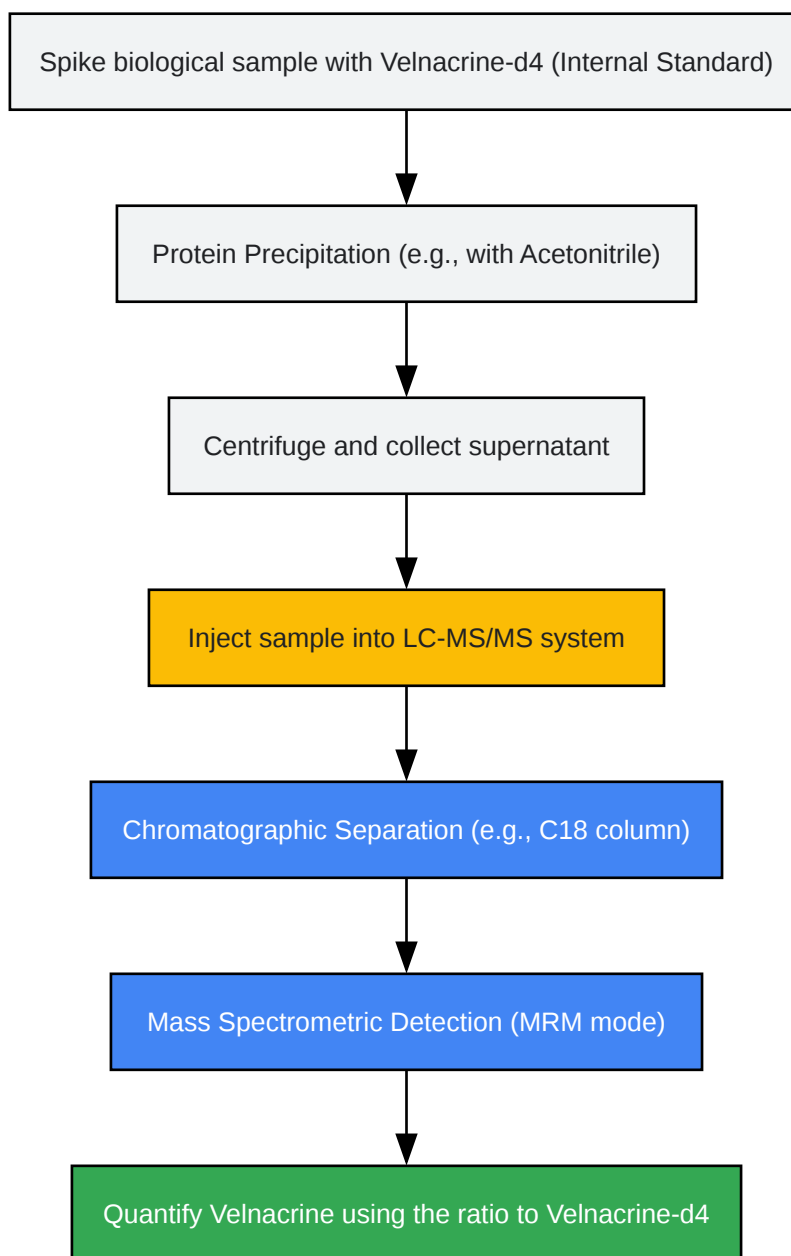 Spike biological sample with Velnacrine-d4 (Internal Standard)
Protein Precipitation (e.g., with Acetonitrile)
Centrifuge and collect supernatant
Inject sample into LC-MS/MS system
Chromatographic Separation (e.g., C18 column)
Mass Spectrometric Detection (MRM mode)
Quantify Velnacrine using the ratio to Velnacrine-d4